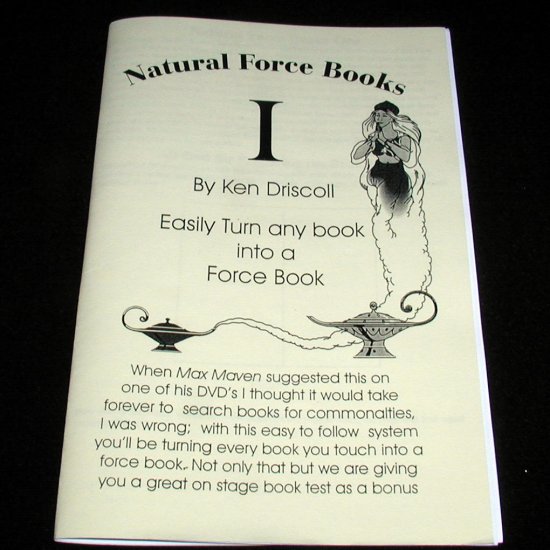 Natural Force Books
I
By Ken Driscoll
Easily Turn any book
into a
Force Book
When Max Maven suggested this on
one of his DVD's I thought it would take
forever to search books for commonalties,
I was wrong; with this easy to follow system
you'll be turning every book you touch into a
force book. Not only that but we are giving
you a great on stage book test as a bonus